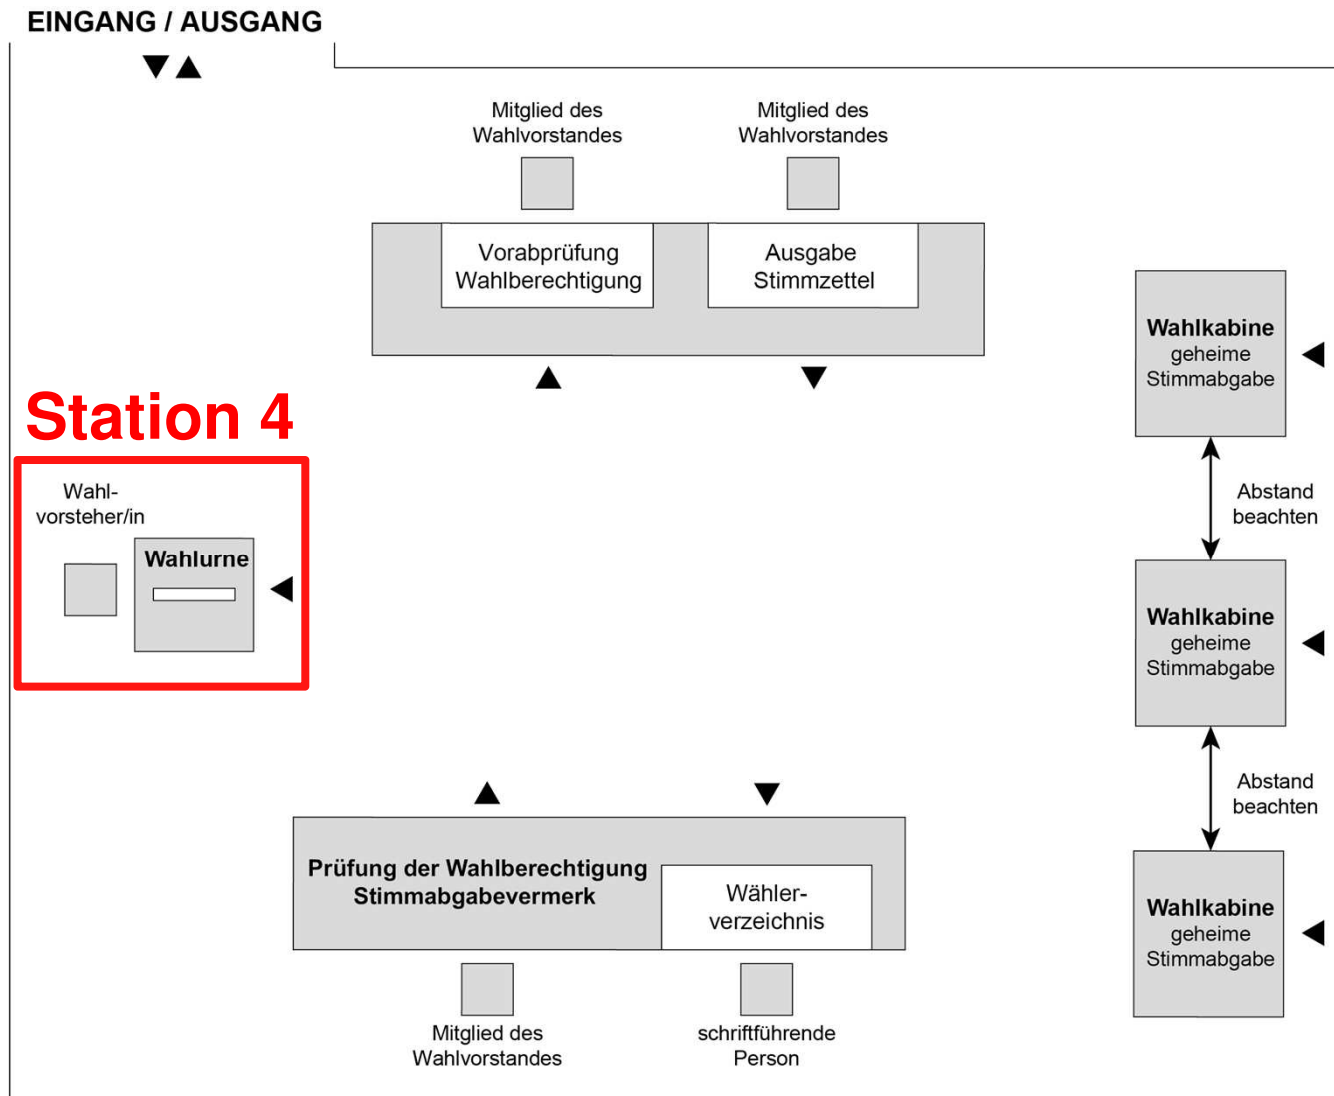 EINGANG / AUSGANG
Mitglied des
Wahlvorstandes
Mitglied des
Wahlvorstandes
Vorabprüfung
Wahlberechtigung
Ausgabe
Stimmzettel
Wahlkabine
geheime
Stimmabgabe
Station 4
Wahl-
vorsteher/in
Wahlurne
Abstand
beachten
Wahlkabine
geheime
Stimmabgabe
Abstand
beachten
Prüfung der Wahlberechtigung
Stimmabgabevermerk
Wähler-
verzeichnis
Wahlkabine
geheime
Stimmabgabe
Mitglied des
Wahlvorstandes
schriftführende
Person